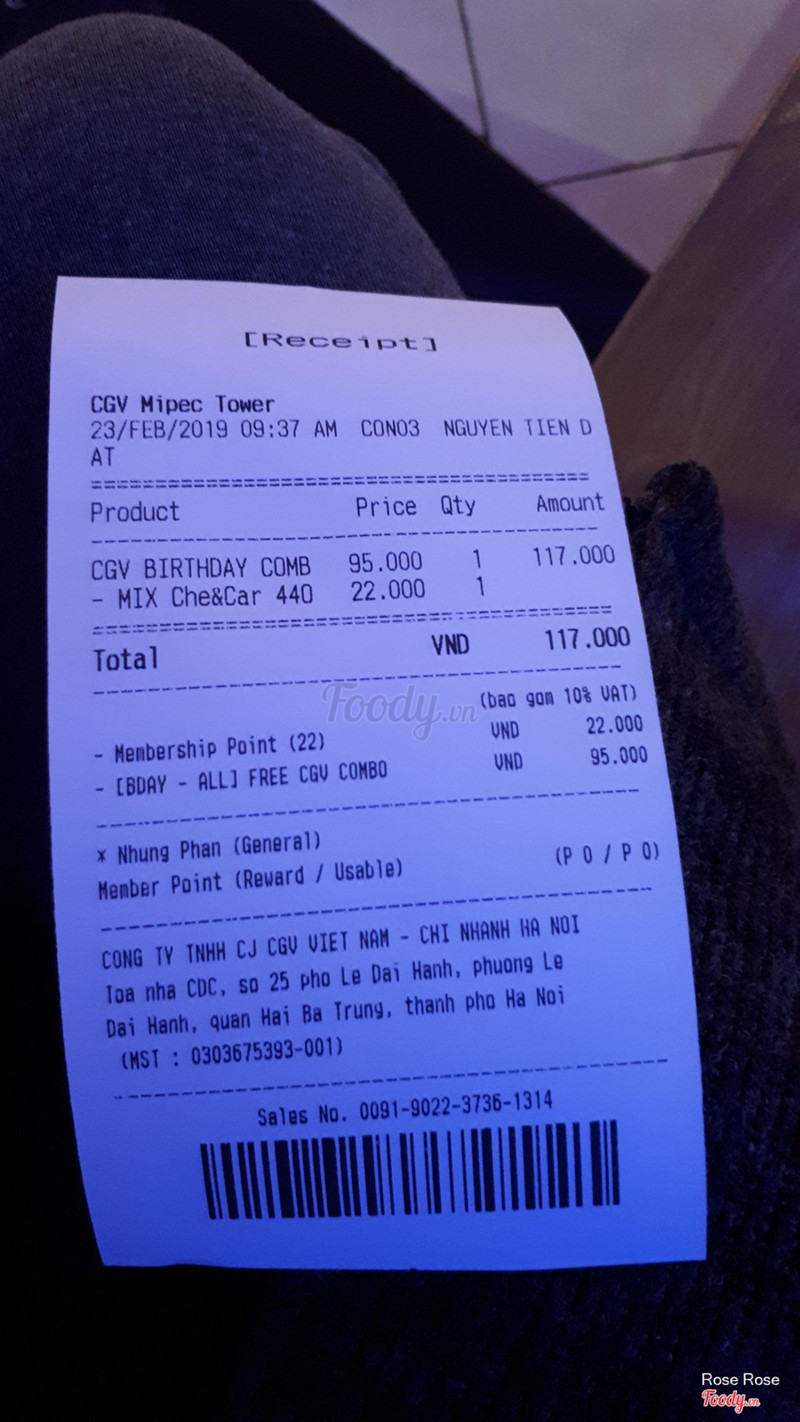 [Receipt]
CGV Mipec Tower
23/FEB/2019 09:37 AM CON03 NGUYEN TIEN D
AT
Product Price Qty Amount
CGV BIRTHDAY COMB 95.000 1 117.000
- MIX Che&Car 440 22.000 1
Total VND 117.000
(bao gom 10% VAT)
- Membership Point (22) VND 22.000
- [BDAY - ALL] FREE CGV COMBO VND 95.000
* Nhung Phan (General)
Member Point (Reward / Usable) (P 0 / P 0)
CONG TY TNHH CJ CGV VIET NAM - CHI NHANH HA NOI
Toa nha CDC, so 25 pho Le Dai Hanh, phuong Le
Dai Hanh, quan Hai Ba Trung, thanh pho Ha Noi
(MST : 0303675393-001)
Sales No. 0091-9022-3736-1314
Foody.vn
Rose Rose
Foody.vn